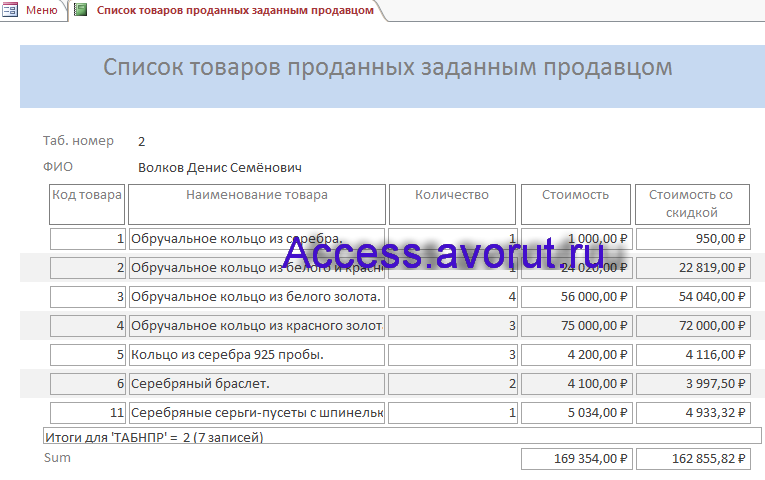 Меню Список товаров проданных заданным продавцом
Список товаров проданных заданным продавцом
Таб. номер 2
ФИО Волков Денис Семёнович
Код товара Наименование товара Количество Стоимость Стоимость со скидкой
1 Обручальное кольцо из серебра. 1 1 000,00 ₽ 950,00 ₽
Access.avorut.ru
2 Обручальное кольцо из белого и красн 1 24 020,00 ₽ 22 819,00 ₽
3 Обручальное кольцо из белого золота. 4 56 000,00 ₽ 54 040,00 ₽
4 Обручальное кольцо из красного золот 3 75 000,00 ₽ 72 000,00 ₽
5 Кольцо из серебра 925 пробы. 3 4 200,00 ₽ 4 116,00 ₽
6 Серебряный браслет. 2 4 100,00 ₽ 3 997,50 ₽
11 Серебряные серьги-пусеты с шпинельк 1 5 034,00 ₽ 4 933,32 ₽
Итоги для 'ТАБНПР' = 2 (7 записей)
Sum 169 354,00 ₽ 162 855,82 ₽